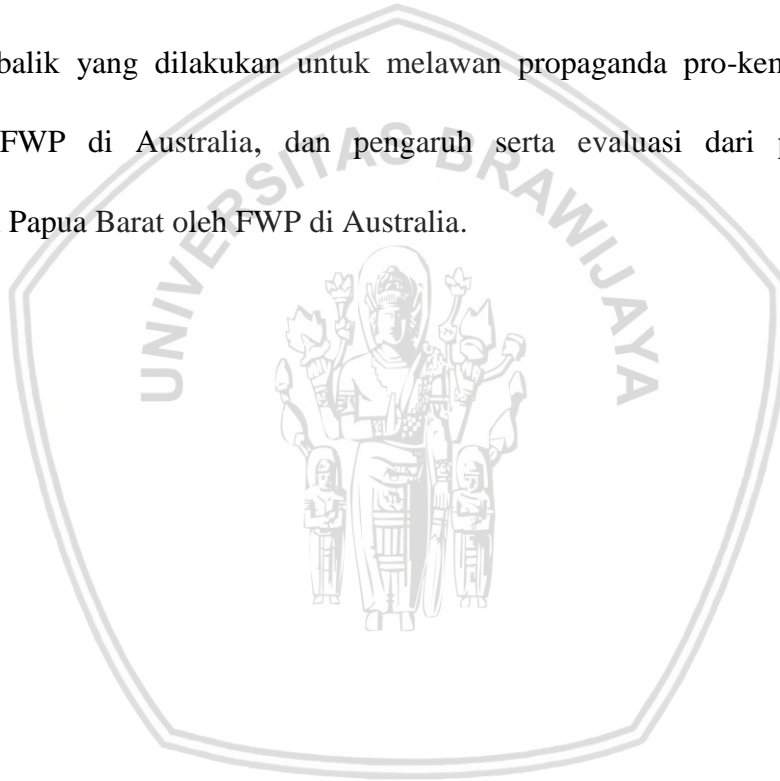 balik yang dilakukan untuk melawan propaganda pro-ken
FWP di Australia, dan pengaruh serta evaluasi dari p
Papua Barat oleh FWP di Australia.
UNIVERSITAS BRAWIJAYA